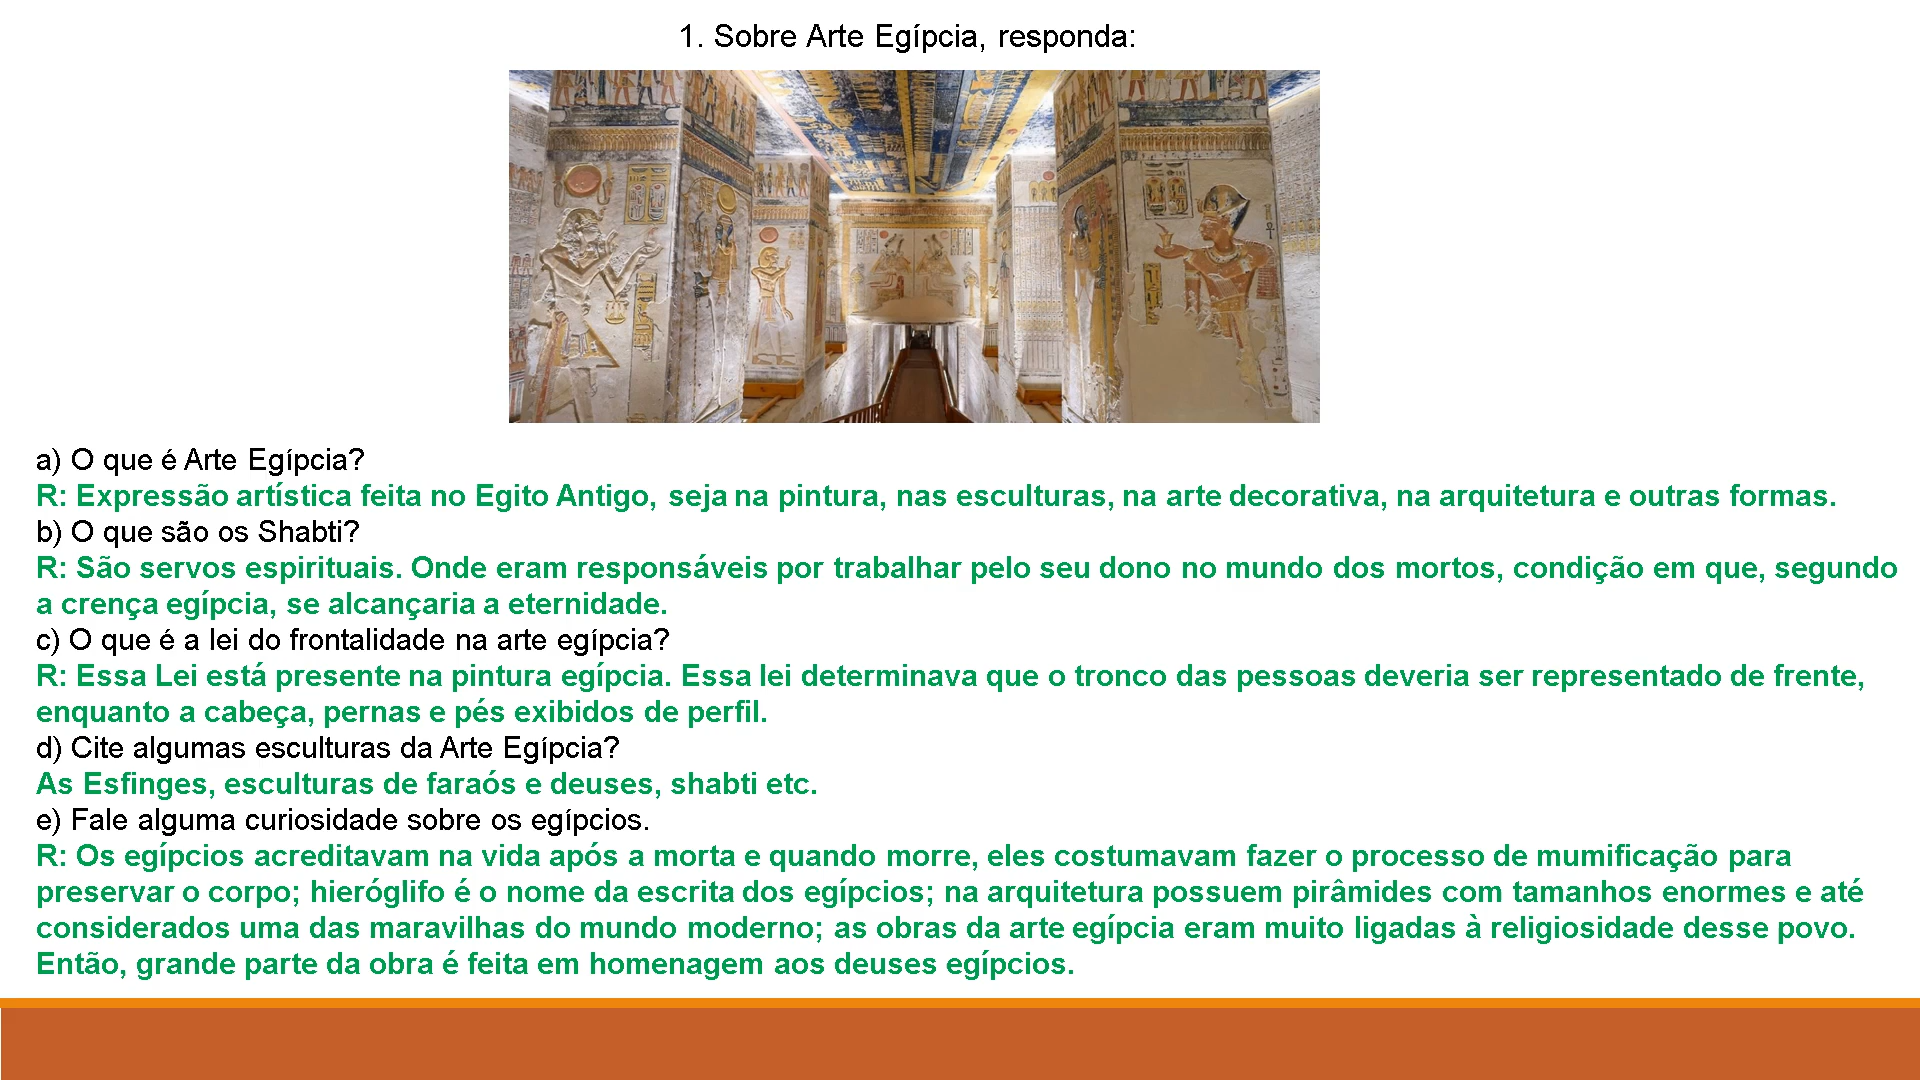 1. Sobre Arte Egípcia, responda:
a) O que é Arte Egípcia?
R: Expressão artística feita no Egito Antigo, seja na pintura, nas esculturas, na arte decorativa, na arquitetura e outras formas.
b) O que são os Shabti?
R: São servos espirituais. Onde eram responsáveis por trabalhar pelo seu dono no mundo dos mortos, condição em que, segundo
a crença egípcia, se alcançaria a eternidade.
c) O que é a lei do frontalidade na arte egípcia?
R: Essa Lei está presente na pintura egípcia. Essa lei determinava que o tronco das pessoas deveria ser representado de frente,
enquanto a cabeça, pernas e pés exibidos de perfil.
d) Cite algumas esculturas da Arte Egípcia?
As Esfinges, esculturas de faraós e deuses, shabti etc.
e) Fale alguma curiosidade sobre os egípcios.
R: Os egípcios acreditavam na vida após a morta e quando morre, eles costumavam fazer o processo de mumificação para
preservar o corpo; hieróglifo é o nome da escrita dos egípcios; na arquitetura possuem pirâmides com tamanhos enormes e até
considerados uma das maravilhas do mundo moderno; as obras da arte egípcia eram muito ligadas à religiosidade desse povo.
Então, grande parte da obra é feita em homenagem aos deuses egípcios.